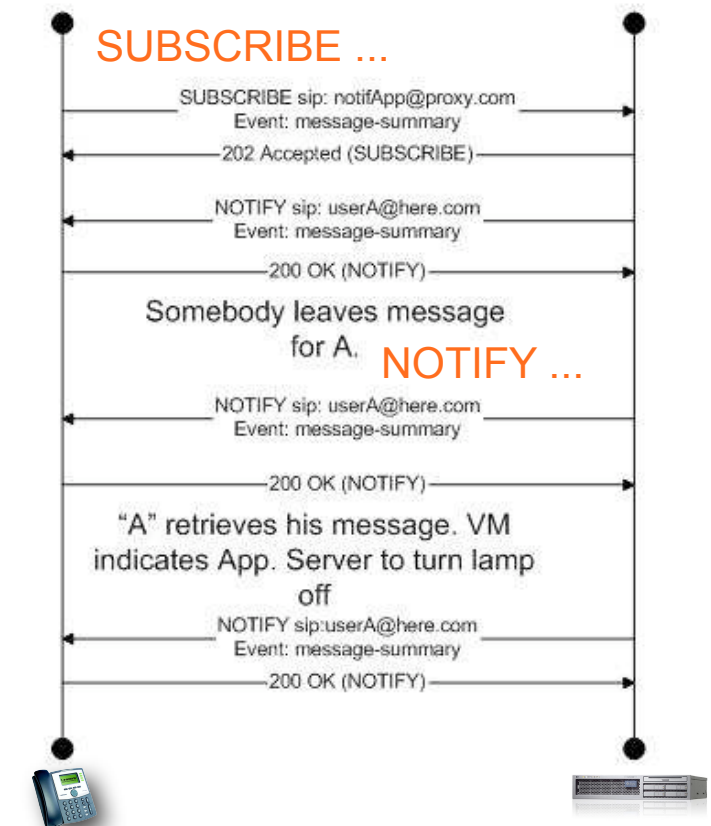 SUBSCRIBE ...
SUBSCRIBE sip: notifApp@proxy.com
Event: message-summary
202 Accepted (SUBSCRIBE)
NOTIFY sip: userA@here.com
Event: message-summary
200 OK (NOTIFY)
Somebody leaves message
for A.
NOTIFY ...
NOTIFY sip: userA@here.com
Event: message-summary
200 OK (NOTIFY)
“A” retrieves his message. VM
indicates App. Server to turn lamp
off
NOTIFY sip:userA@here.com
Event: message-summary
200 OK (NOTIFY)